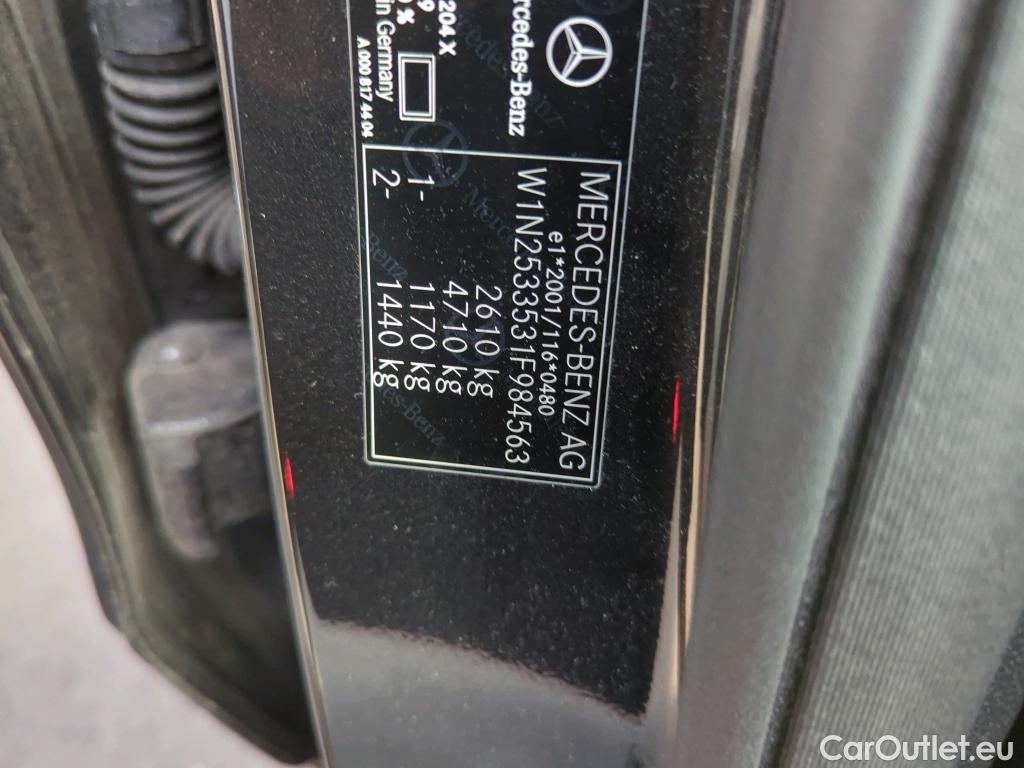 MERCEDES-BENZ AG
e1*2001/116*0480
W1N2533531F984563
2610 kg
4710 kg
1- 1170 kg
2- 1440 kg
Mercedes-Benz
204 X
9
%
in Germany
A 000 817 44 04
CarOutlet.eu